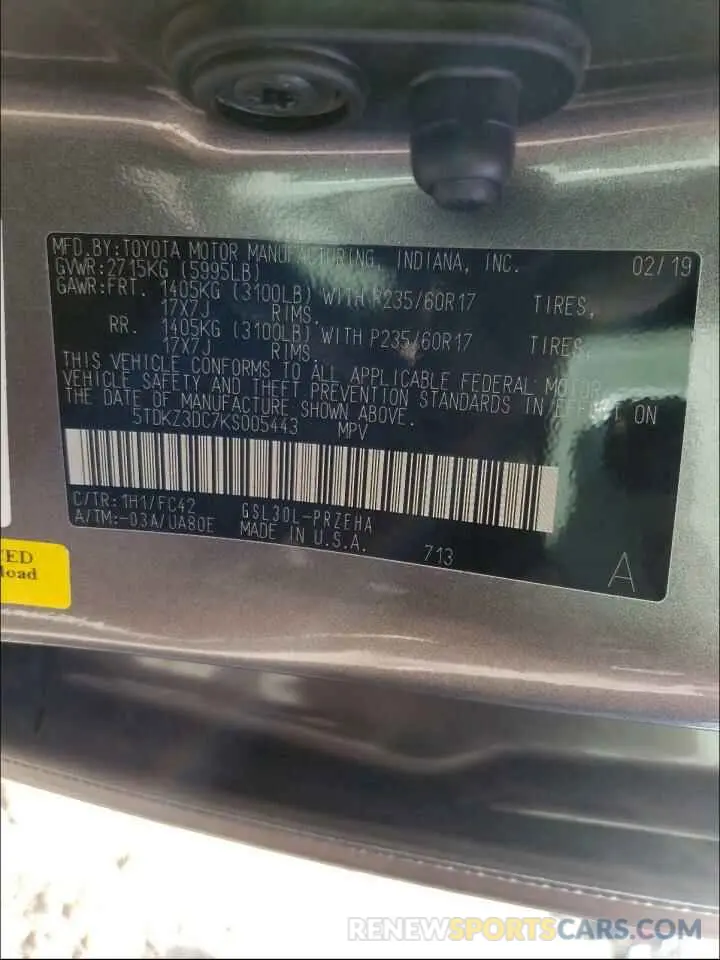 MFD.BY:TOYOTA MOTOR MANUFACTURING, INDIANA, INC. 02/19
GVWR:2715KG (5995LB)
GAWR:FRT. 1405KG (3100LB) WITH P235/60R17 TIRES,
17X7J RIMS.
RR. 1405KG (3100LB) WITH P235/60R17 TIRES,
17X7J RIMS.
THIS VEHICLE CONFORMS TO ALL APPLICABLE FEDERAL MOTOR
VEHICLE SAFETY AND THEFT PREVENTION STANDARDS IN EFFECT ON
THE DATE OF MANUFACTURE SHOWN ABOVE.
5TDKZ3DC7KS005443 MPV
C/TR:1H1/FC42 GSL30L-PRZEHA
A/TM:-03A/UA80E MADE IN U.S.A. 713 A
CED
load
RENEWSPORTSCARS.COM